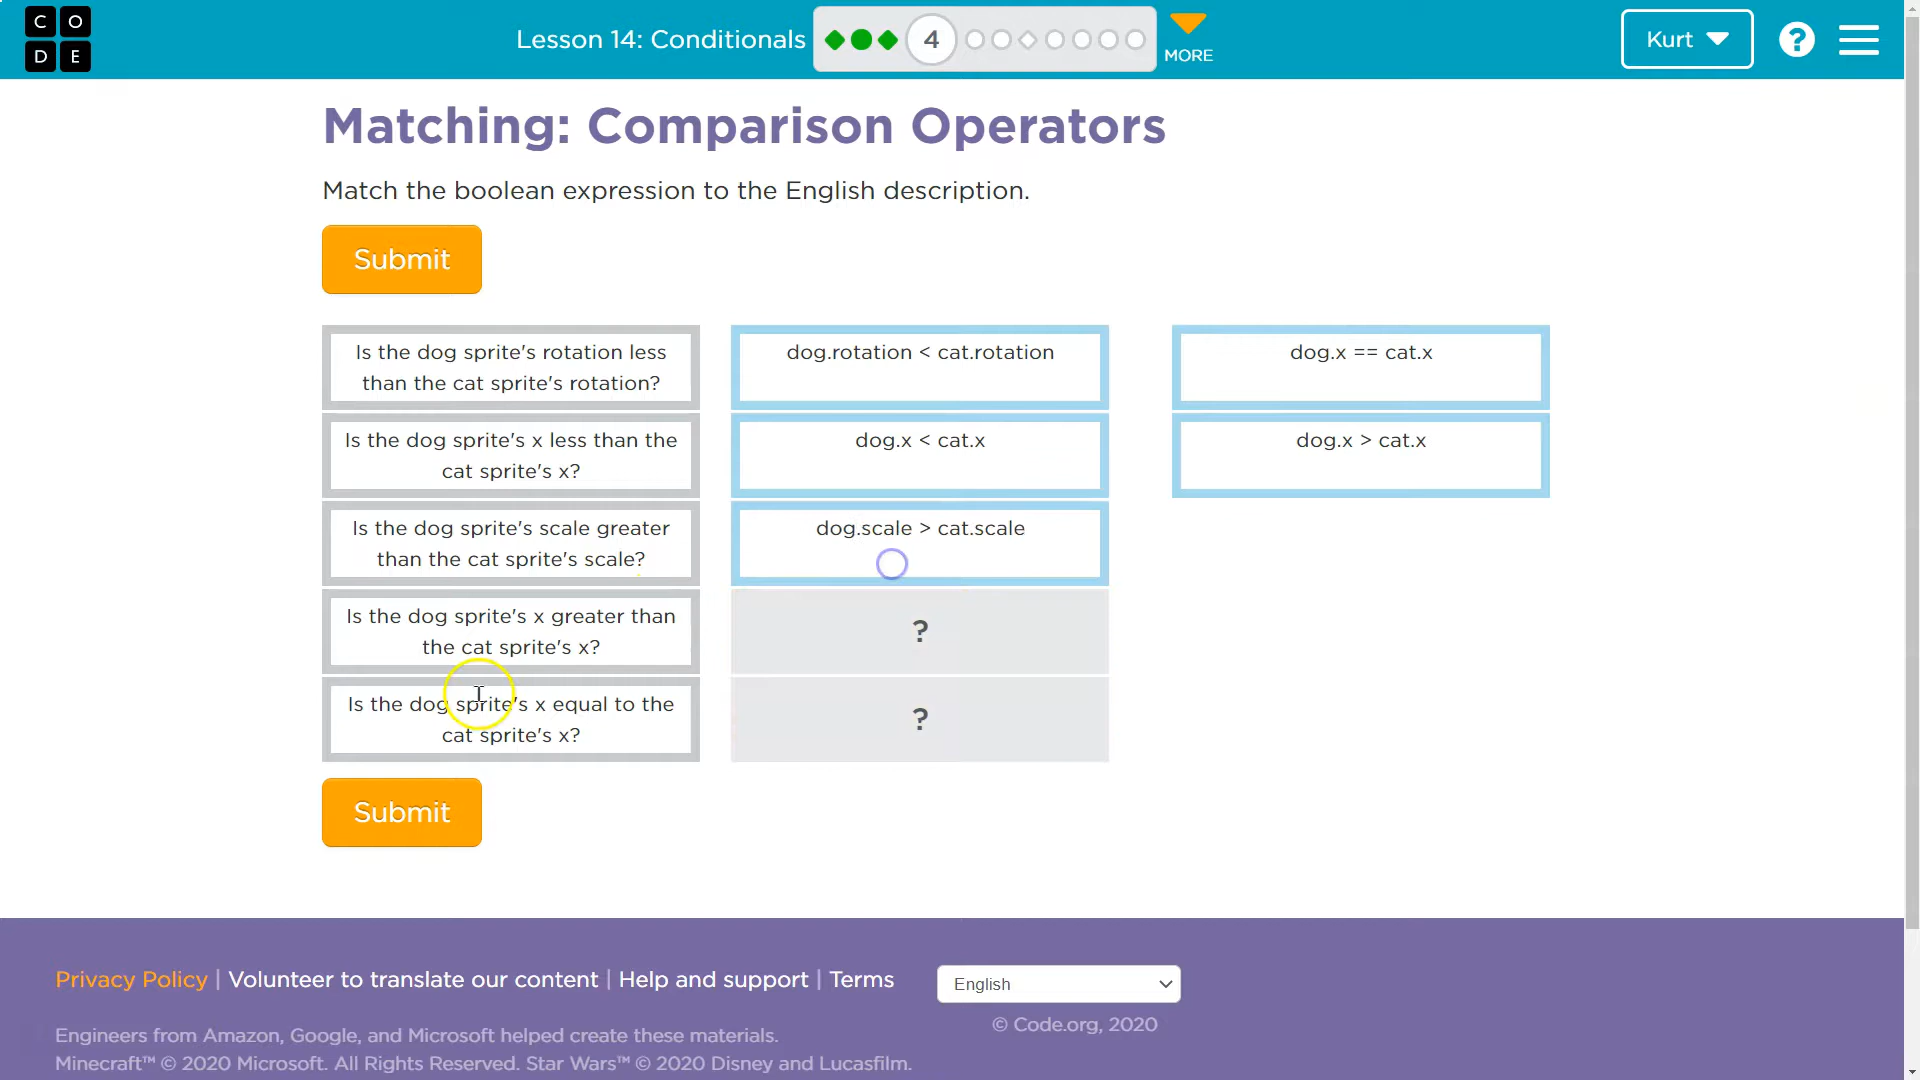 C O
D E
Lesson 14: Conditionals
4
MORE
Kurt
?
Matching: Comparison Operators
Match the boolean expression to the English description.
Submit
Is the dog sprite's rotation less
than the cat sprite's rotation?
dog.rotation < cat.rotation
dog.x == cat.x
Is the dog sprite's x less than the
cat sprite's x?
dog.x < cat.x
dog.x > cat.x
Is the dog sprite's scale greater
than the cat sprite's scale?
dog.scale > cat.scale
Is the dog sprite's x greater than
the cat sprite's x?
?
Is the dog sprite's x equal to the
cat sprite's x?
?
Submit
Privacy Policy | Volunteer to translate our content | Help and support | Terms
English
© Code.org, 2020
Engineers from Amazon, Google, and Microsoft helped create these materials.
Minecraft™ © 2020 Microsoft. All Rights Reserved. Star Wars™ © 2020 Disney and Lucasfilm.